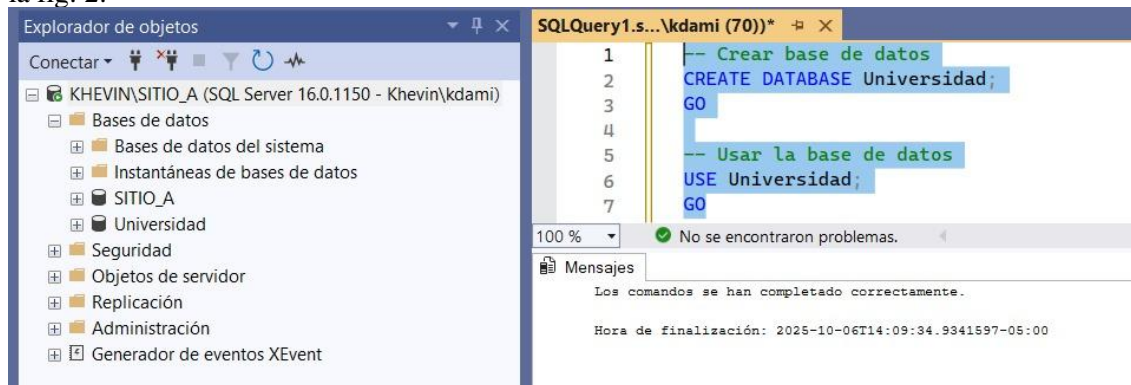 la fig. 2.
Explorador de objetos
Conectar
KHEVIN\SITIO_A (SQL Server 16.0.1150 - Khevin\kdami)
Bases de datos
Bases de datos del sistema
Instantáneas de bases de datos
SITIO_A
Universidad
Seguridad
Objetos de servidor
Replicación
Administración
Generador de eventos XEvent
SQLQuery1.s...\kdami (70))*
1 -- Crear base de datos
2 CREATE DATABASE Universidad;
3 GO
4
5 -- Usar la base de datos
6 USE Universidad;
7 GO
100 % No se encontraron problemas.
Mensajes
Los comandos se han completado correctamente.
Hora de finalización: 2025-10-06T14:09:34.9341597-05:00